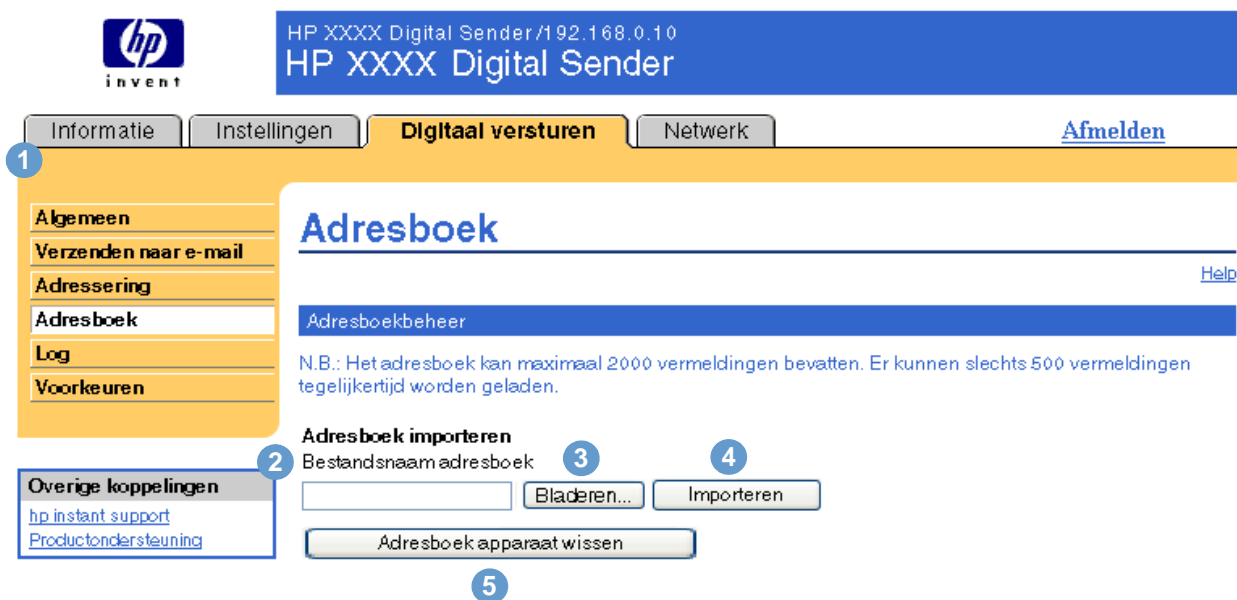 hp
invent
HP XXXX Digital Sender/192.168.0.10
HP XXXX Digital Sender
Informatie
Instellingen
Digitaal versturen
Netwerk
Afmelden
1
Algemeen
Verzenden naar e-mail
Adressering
Adresboek
Log
Voorkeuren
Overige koppelingen
hp instant support
Productondersteuning
Adresboek
Help
Adresboekbeheer
N.B.: Het adresboek kan maximaal 2000 vermeldingen bevatten. Er kunnen slechts 500 vermeldingen
tegelijkertijd worden geladen.
Adresboek importeren
2
Bestandsnaam adresboek
3
4
Bladeren...
Importeren
Adresboek apparaat wissen
5